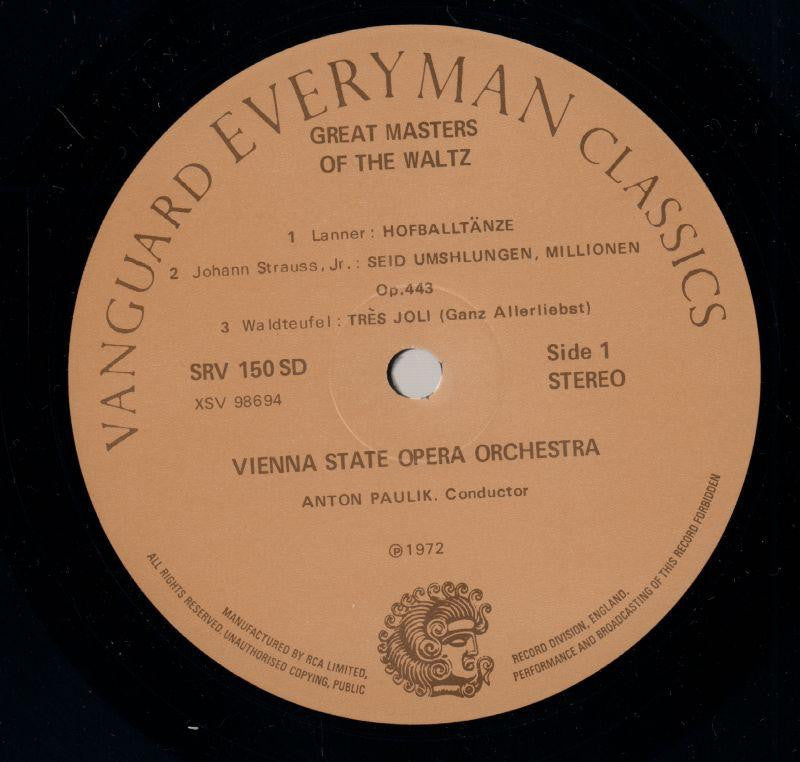 VANGUARD EVERYMAN CLASSICS
GREAT MASTERS
OF THE WALTZ
1 Lanner: HOFBALLTÄNZE
2 Johann Strauss, Jr.: SEID UMSHLUNGEN, MILLIONEN
Op.443
3 Waldteufel: TRÈS JOLI (Ganz Allerliebst)
SRV 150 SD
XSV 98694
Side 1
STEREO
VIENNA STATE OPERA ORCHESTRA
ANTON PAULIK. Conductor
℗1972
MANUFACTURED BY RCA LIMITED,
RECORD DIVISION, ENGLAND.
ALL RIGHTS RESERVED. UNAUTHORISED COPYING, PUBLIC
PERFORMANCE AND BROADCASTING OF THIS RECORD FORBIDDEN